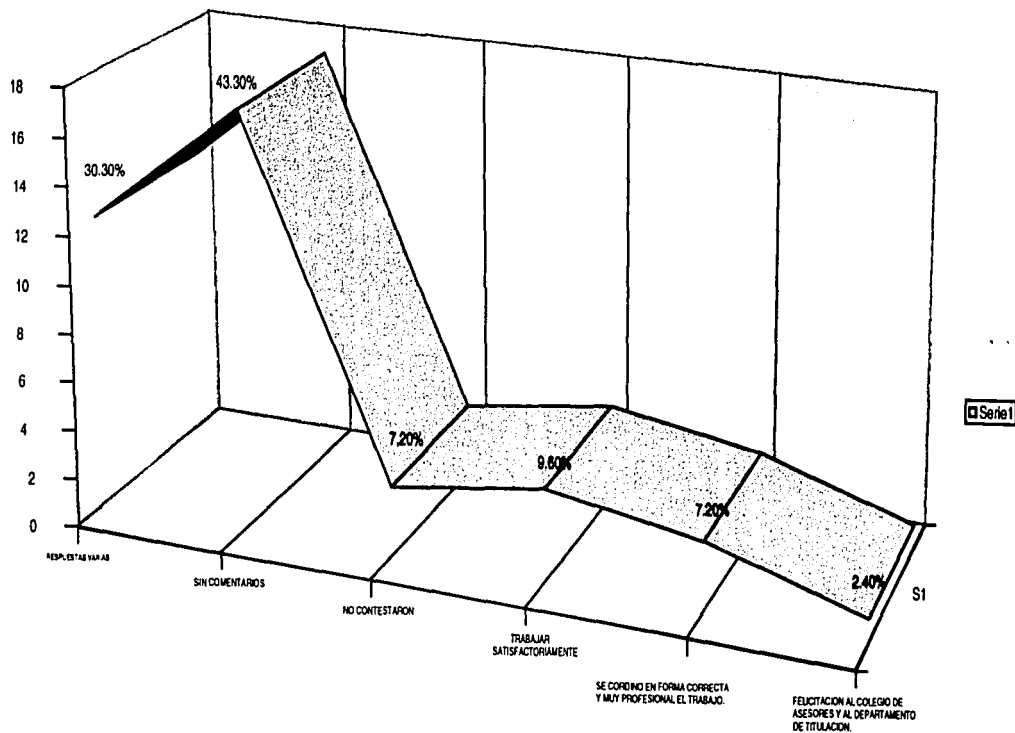 18
16
14
12
10
8
6
4
2
0
30.30%
43.30%
7.20%
9.60%
7.20%
2.40%
RESPUESTAS VARIAS
SIN COMENTARIOS
NO CONTESTARON
TRABAJAR
SATISFACTORIAMENTE
SE CORDINO EN FORMA CORRECTA
Y MUY PROFESIONAL EL TRABAJO.
FELICITACION AL COLEGIO DE
ASESORES Y AL DEPARTAMENTO
DE TITULACION.
S1
Serie1